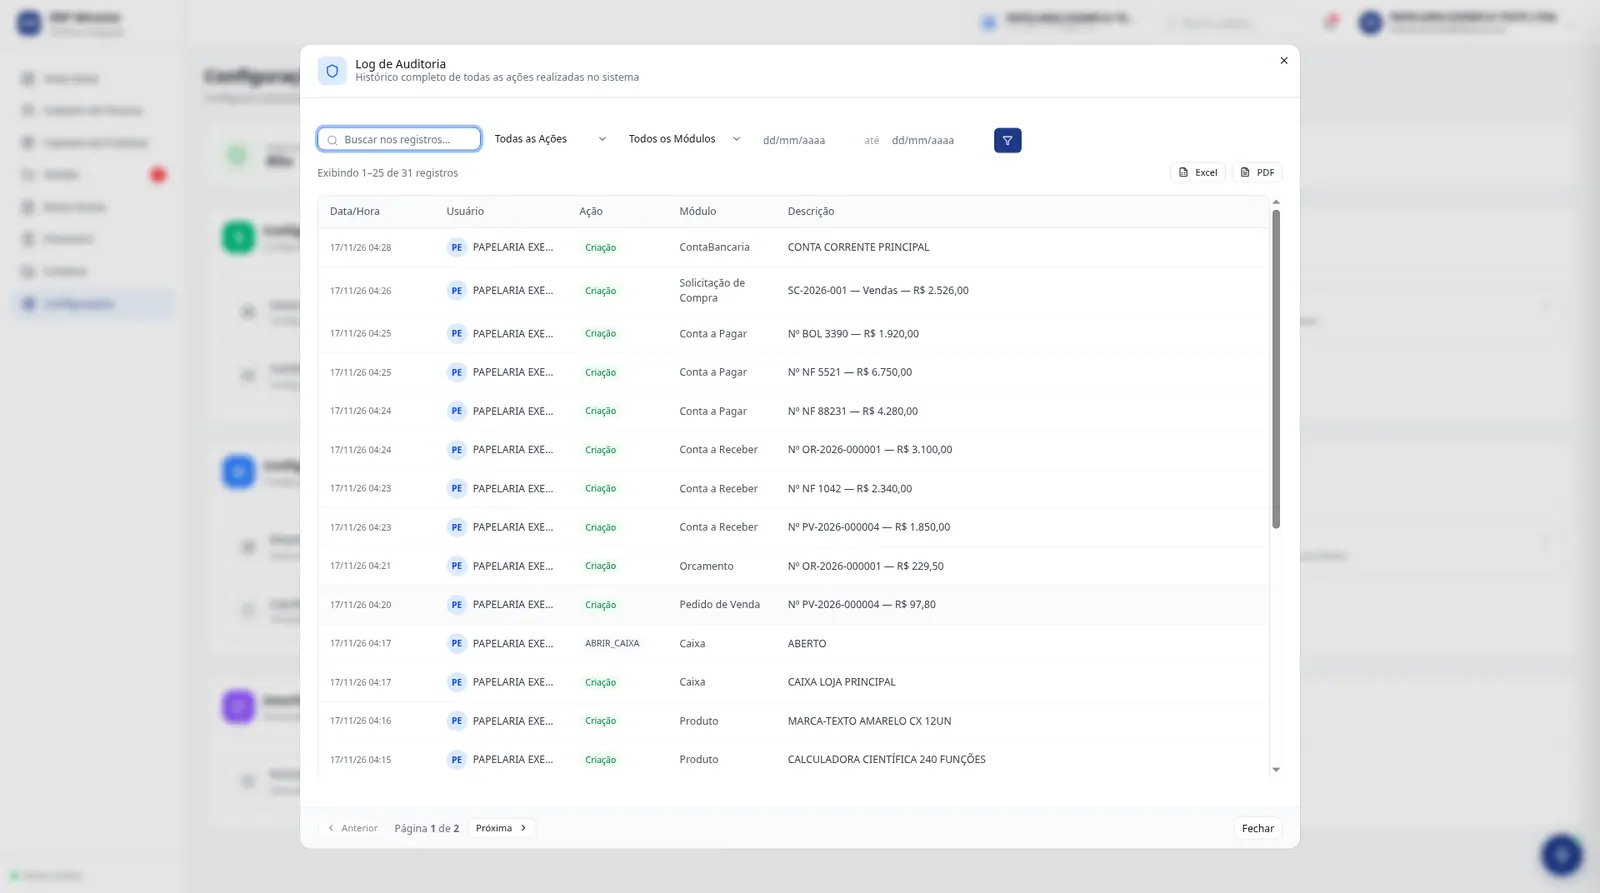 Log de Auditoria
Histórico completo de todas as ações realizadas no sistema
Buscar nos registros... Todas as Ações Todos os Módulos dd/mm/aaaa até dd/mm/aaaa
Exibindo 1–25 de 31 registros Excel PDF
Data/Hora Usuário Ação Módulo Descrição
17/11/26 04:28 PE PAPELARIA EXE... Criação ContaBancaria CONTA CORRENTE PRINCIPAL
17/11/26 04:26 PE PAPELARIA EXE... Criação Solicitação de Compra SC-2026-001 — Vendas — R$ 2.526,00
17/11/26 04:25 PE PAPELARIA EXE... Criação Conta a Pagar Nº BOL 3390 — R$ 1.920,00
17/11/26 04:25 PE PAPELARIA EXE... Criação Conta a Pagar Nº NF 5521 — R$ 6.750,00
17/11/26 04:24 PE PAPELARIA EXE... Criação Conta a Pagar Nº NF 88231 — R$ 4.280,00
17/11/26 04:24 PE PAPELARIA EXE... Criação Conta a Receber Nº OR-2026-000001 — R$ 3.100,00
17/11/26 04:23 PE PAPELARIA EXE... Criação Conta a Receber Nº NF 1042 — R$ 2.340,00
17/11/26 04:23 PE PAPELARIA EXE... Criação Conta a Receber Nº PV-2026-000004 — R$ 1.850,00
17/11/26 04:21 PE PAPELARIA EXE... Criação Orcamento Nº OR-2026-000001 — R$ 229,50
17/11/26 04:20 PE PAPELARIA EXE... Criação Pedido de Venda Nº PV-2026-000004 — R$ 97,80
17/11/26 04:17 PE PAPELARIA EXE... ABRIR_CAIXA Caixa ABERTO
17/11/26 04:17 PE PAPELARIA EXE... Criação Caixa CAIXA LOJA PRINCIPAL
17/11/26 04:16 PE PAPELARIA EXE... Criação Produto MARCA-TEXTO AMARELO CX 12UN
17/11/26 04:15 PE PAPELARIA EXE... Criação Produto CALCULADORA CIENTÍFICA 240 FUNÇÕES
Anterior Página 1 de 2 Próxima Fechar